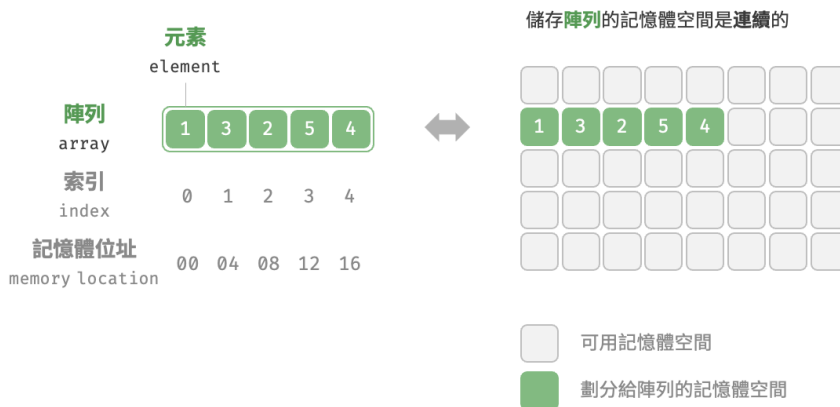 儲存陣列的記憶體空間是連續的
元素
element
陣列
array
1 3 2 5 4
1 3 2 5 4
索引
index
0 1 2 3 4
記憶體位址
memory location
00 04 08 12 16
可用記憶體空間
劃分給陣列的記憶體空間